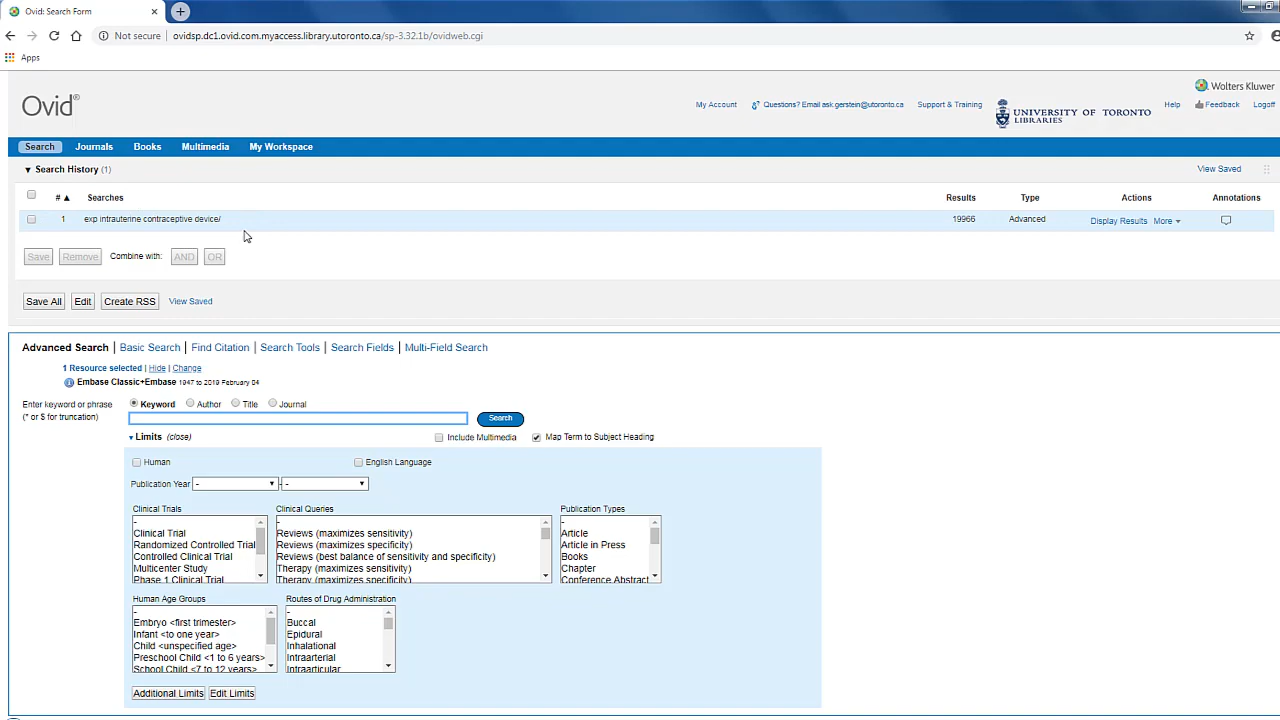 Ovid: Search Form × +
Not secure | ovidsp.dc1.ovid.com.myaccess.library.utoronto.ca/sp-3.32.1b/ovidweb.cgi
Apps
Wolters Kluwer
Ovid®
My Account Questions? Email ask.gerstein@utoronto.ca Support & Training UNIVERSITY OF TORONTO LIBRARIES Help Feedback Logoff
Search Journals Books Multimedia My Workspace
▼ Search History (1) View Saved
# ▲ Searches Results Type Actions Annotations
1 exp intrauterine contraceptive device/ 19966 Advanced Display Results More ▼
Save Remove Combine with: AND OR
Save All Edit Create RSS View Saved
Advanced Search | Basic Search | Find Citation | Search Tools | Search Fields | Multi-Field Search
1 Resource selected | Hide | Change
Embase Classic+Embase 1947 to 2019 February 04
Enter keyword or phrase
(* or $ for truncation)
Keyword Author Title Journal
Search
▾ Limits (close) Include Multimedia Map Term to Subject Heading
Human English Language
Publication Year - - -
Clinical Trials
-
Clinical Trial
Randomized Controlled Trial
Controlled Clinical Trial
Multicenter Study
Phase 1 Clinical Trial
Clinical Queries
-
Reviews (maximizes sensitivity)
Reviews (maximizes specificity)
Reviews (best balance of sensitivity and specificity)
Therapy (maximizes sensitivity)
Therapy (maximizes specificity)
Publication Types
-
Article
Article in Press
Books
Chapter
Conference Abstract
Human Age Groups
-
Embryo <first trimester>
Infant <to one year>
Child <unspecified age>
Preschool Child <1 to 6 years>
School Child <7 to 12 years>
Routes of Drug Administration
-
Buccal
Epidural
Inhalational
Intraarterial
Intraarticular
Additional Limits Edit Limits